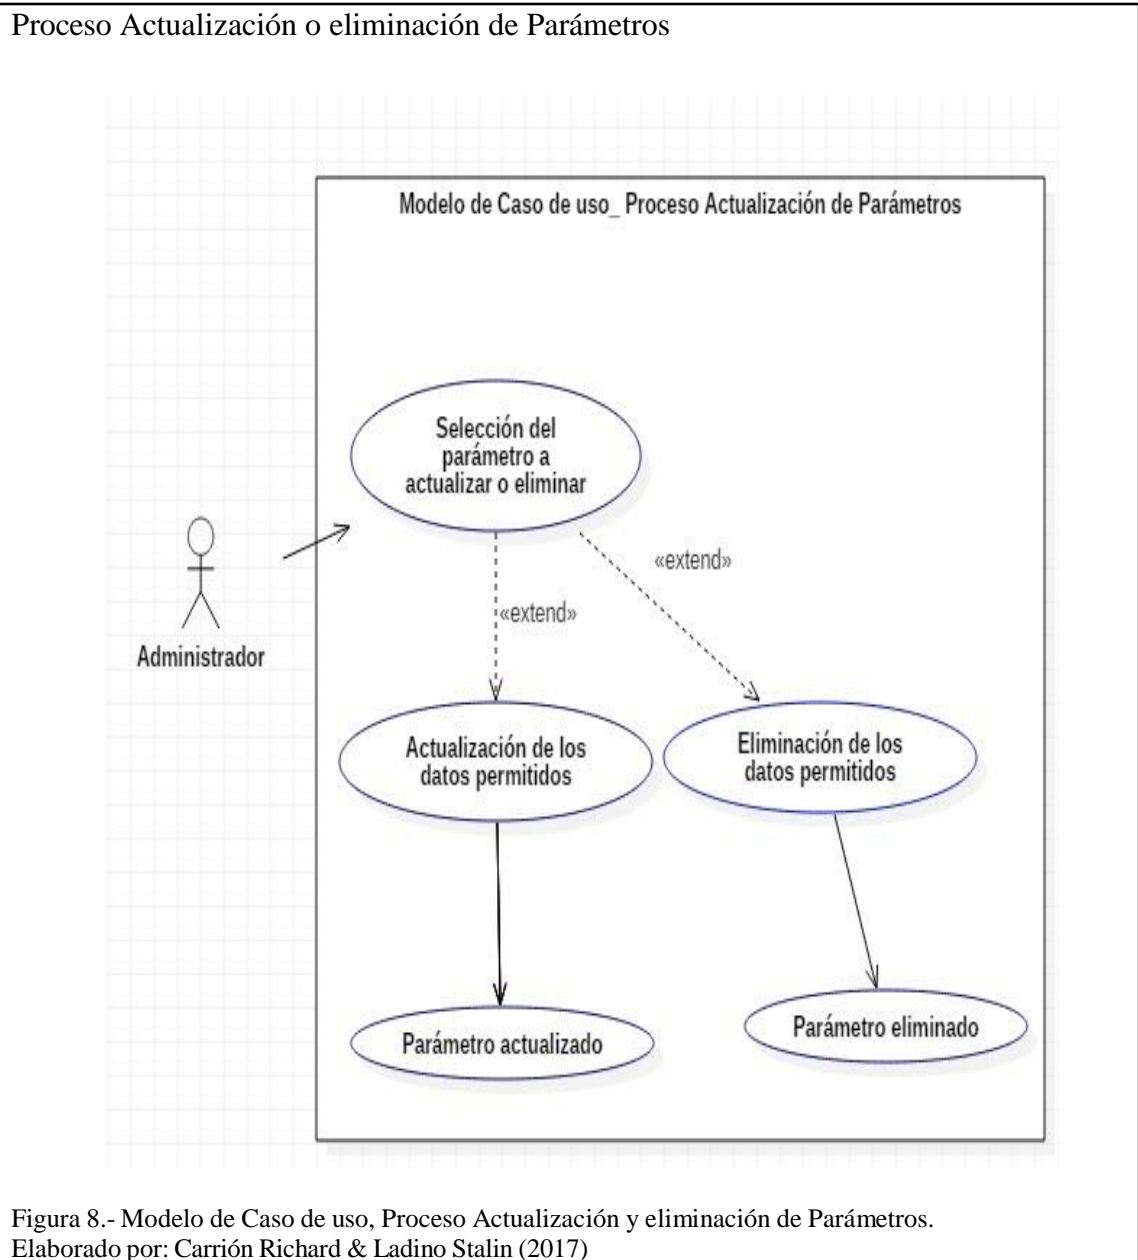 Proceso Actualización o eliminación de Parámetros
Modelo de Caso de uso_ Proceso Actualización de Parámetros
Selección del
parámetro a
actualizar o eliminar
«extend»
«extend»
Administrador
Actualización de los
datos permitidos
Eliminación de los
datos permitidos
Parámetro actualizado
Parámetro eliminado
Figura 8.- Modelo de Caso de uso, Proceso Actualización y eliminación de Parámetros.
Elaborado por: Carrión Richard & Ladino Stalin (2017)